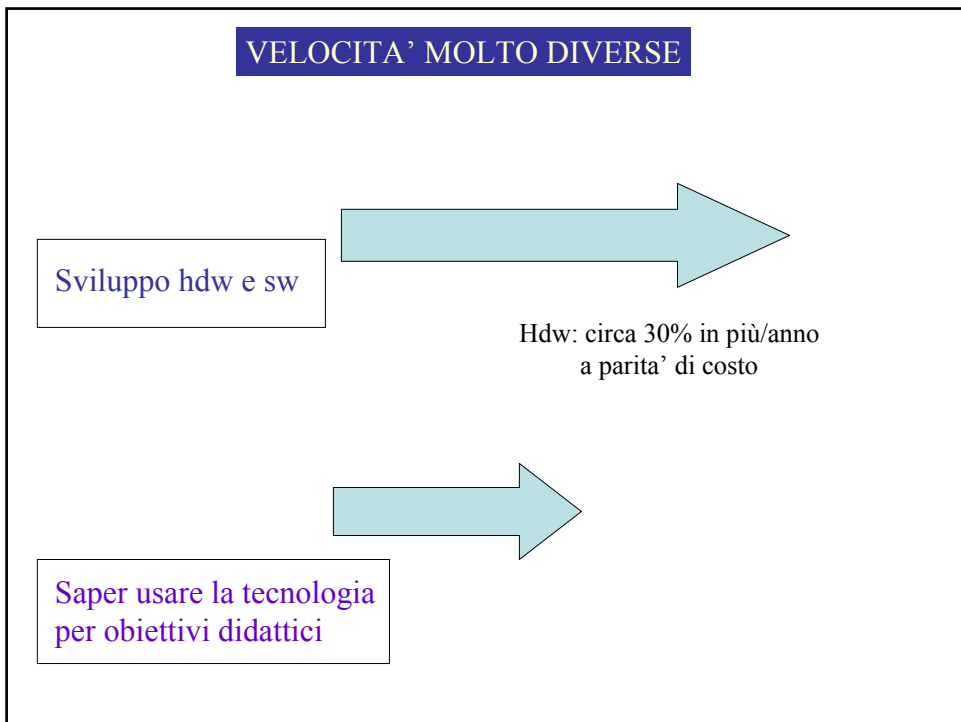 VELOCITA’ MOLTO DIVERSE
Sviluppo hdw e sw
Hdw: circa 30% in più/anno
a parita’ di costo
Saper usare la tecnologia
per obiettivi didattici